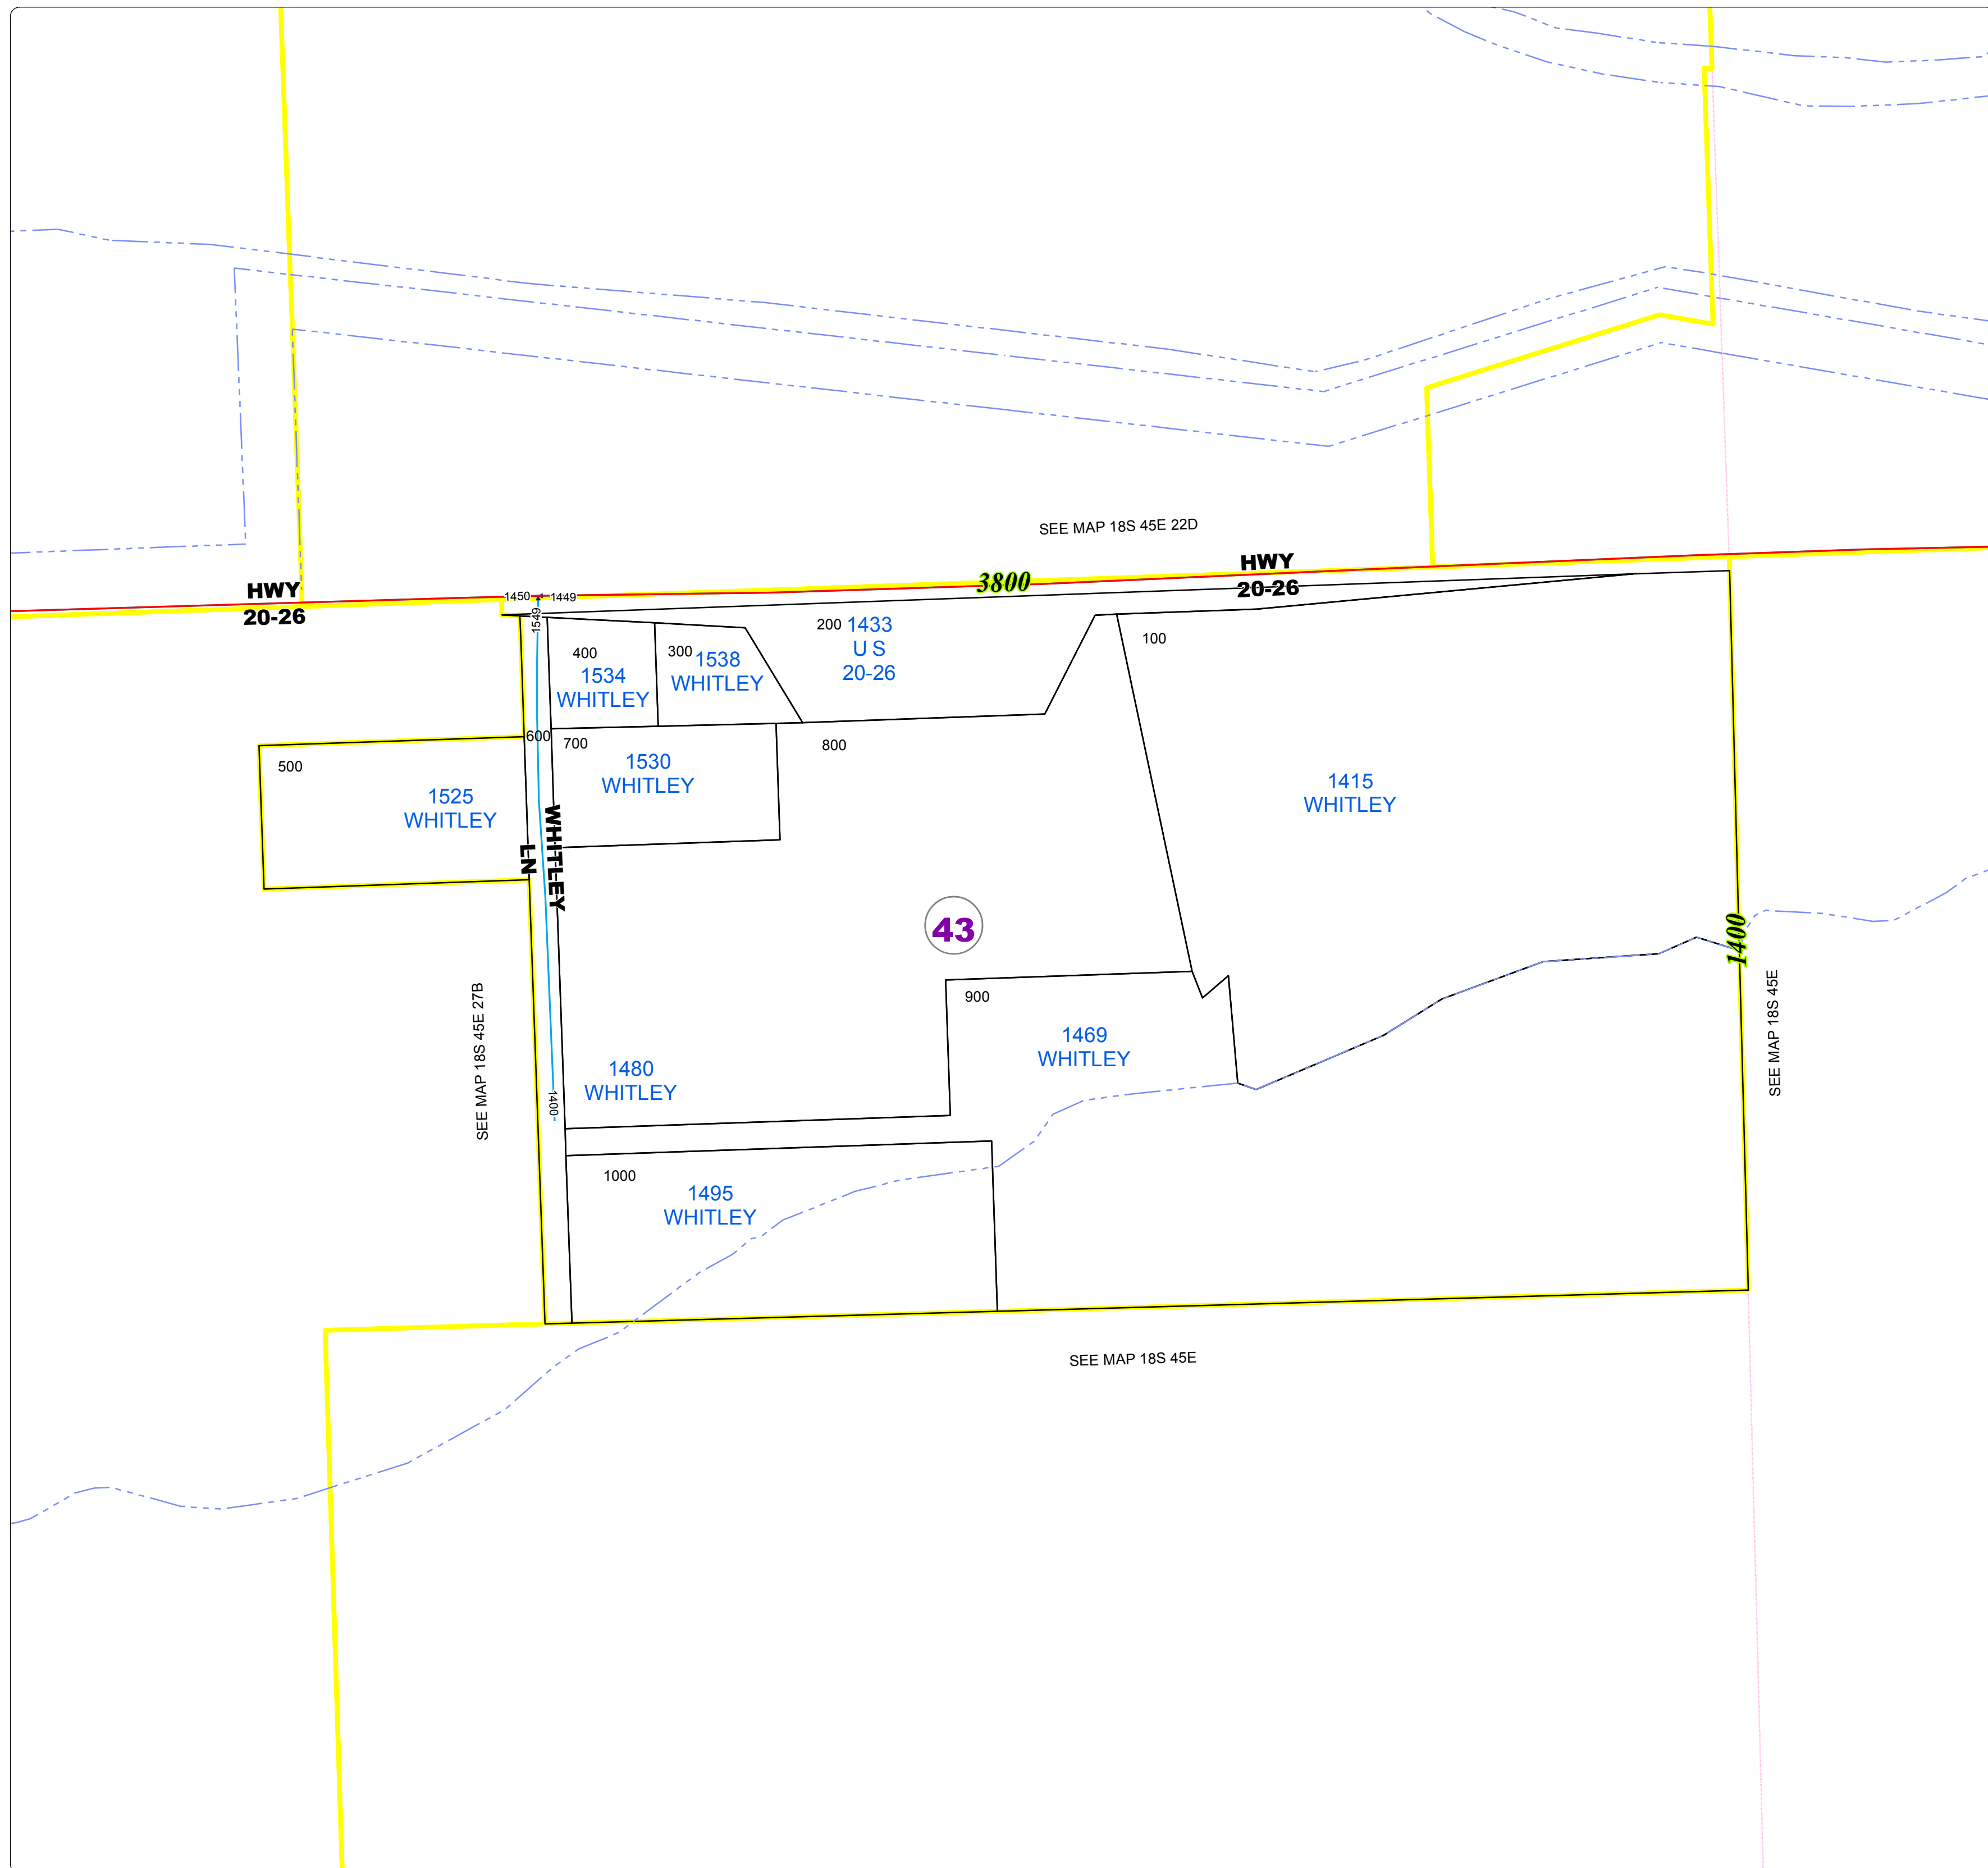 SEE MAP 18S 45E 22D
HWY
20-26
3800
HWY
20-26
1450
1449
1549
200
1433
U S
20-26
100
400
1534
WHITLEY
300
1538
WHITLEY
600
700
1530
WHITLEY
800
500
1525
WHITLEY
1415
WHITLEY
WHITLEY
LN
43
1400
900
1469
WHITLEY
SEE MAP 18S 45E 27B
SEE MAP 18S 45E
1480
WHITLEY
1400
1000
1495
WHITLEY
SEE MAP 18S 45E